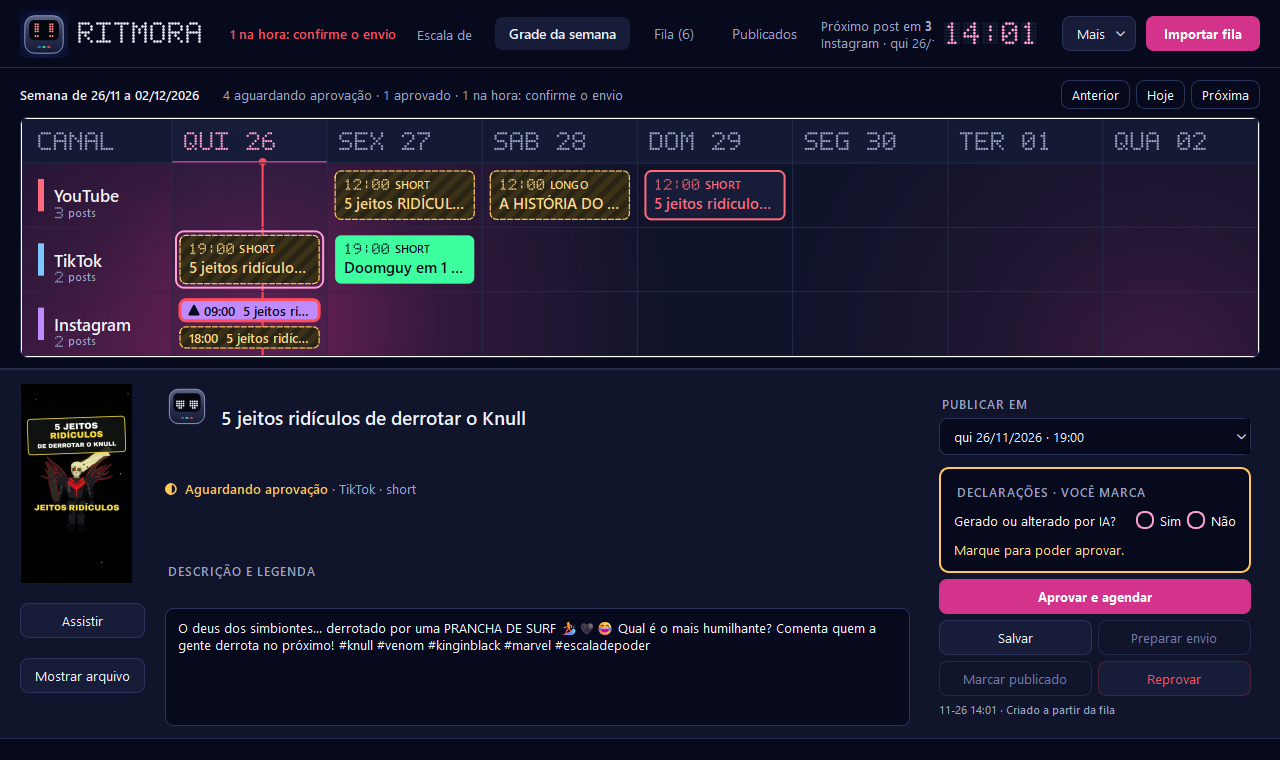 RITMORA
1 na hora: confirme o envio
Escala de
Grade da semana
Fila (6)
Publicados
Próximo post em 3
Instagram · qui 26/
14:01
Mais
Importar fila
Semana de 26/11 a 02/12/2026
4 aguardando aprovação · 1 aprovado · 1 na hora: confirme o envio
Anterior
Hoje
Próxima
CANAL
QUI 26
SEX 27
SAB 28
DOM 29
SEG 30
TER 01
QUA 02
YouTube
3 posts
12:00 SHORT
5 jeitos RIDÍCUL...
12:00 LONGO
A HISTÓRIA DO ...
12:00 SHORT
5 jeitos ridículo...
TikTok
2 posts
19:00 SHORT
5 jeitos ridículo...
19:00 SHORT
Doomguy em 1 ...
Instagram
2 posts
09:00 5 jeitos ri...
18:00 5 jeitos ridíc...
5 JEITOS
RIDÍCULOS
DE DERROTAR O KNULL
JEITOS RIDÍCULOS
Assistir
Mostrar arquivo
5 jeitos ridículos de derrotar o Knull
Aguardando aprovação · TikTok · short
DESCRIÇÃO E LEGENDA
O deus dos simbiontes... derrotado por uma PRANCHA DE SURF 🏄 🖤 😂 Qual é o mais humilhante? Comenta quem a
gente derrota no próximo! #knull #venom #kinginblack #marvel #escaladepoder
PUBLICAR EM
qui 26/11/2026 · 19:00
DECLARAÇÕES · VOCÊ MARCA
Gerado ou alterado por IA?
Sim
Não
Marque para poder aprovar.
Aprovar e agendar
Salvar
Preparar envio
Marcar publicado
Reprovar
11-26 14:01 · Criado a partir da fila